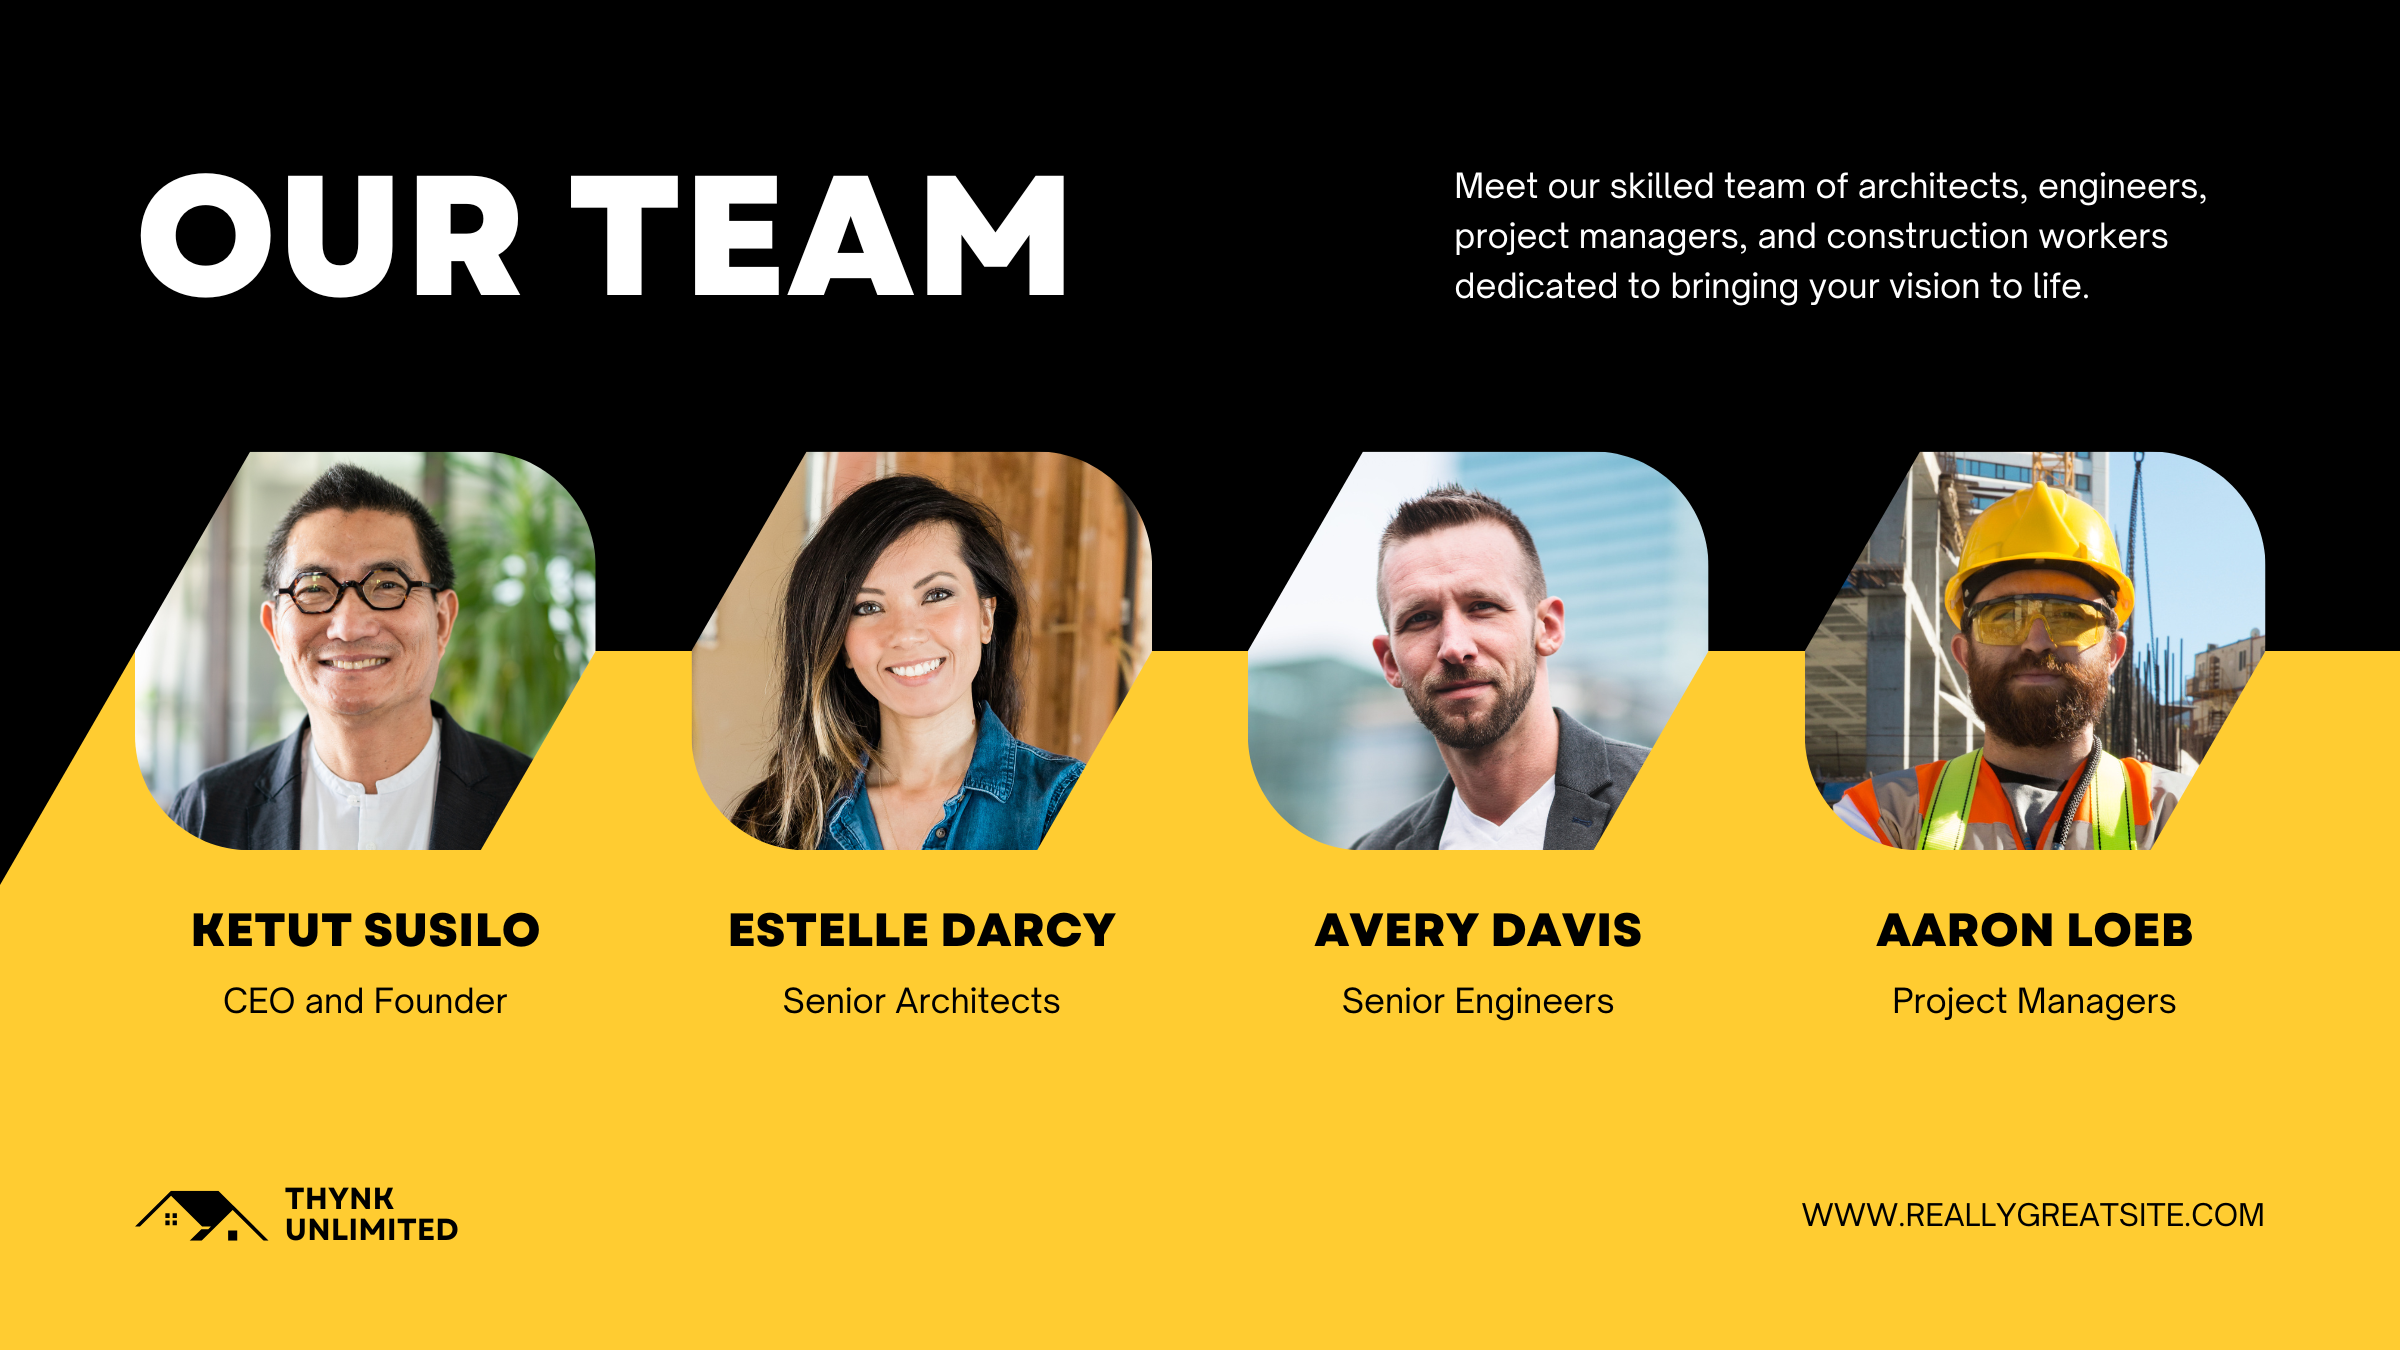 OUR TEAM
Meet our skilled team of architects, engineers,
project managers, and construction workers
dedicated to bringing your vision to life.
KETUT SUSILO
CEO and Founder
ESTELLE DARCY
Senior Architects
AVERY DAVIS
Senior Engineers
AARON LOEB
Project Managers
THYNK
UNLIMITED
WWW.REALLYGREATSITE.COM